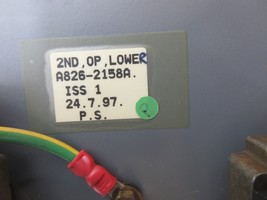 2ND,OP,LOWER
A826-2158A.
ISS 1
24.7.97.
P.S.